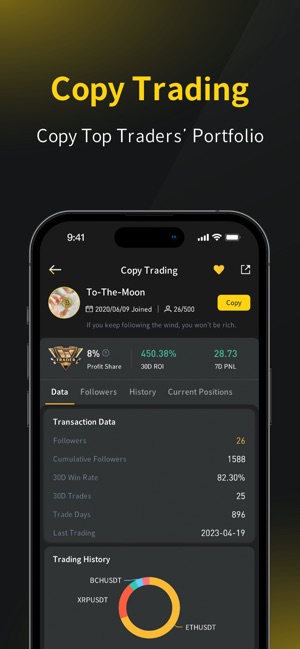 Copy Trading
Copy Top Traders' Portfolio
9:41
Copy Trading
To-The-Moon
2020/06/09 Joined | 26/500
Copy
If you keep following the wind, you won't be rich.
TRADER
8%
450.38%
28.73
Profit Share
30D ROI
7D PNL
Data Followers History Current Positions
Transaction Data
Followers 26
Cumulative Followers 1588
30D Win Rate 82.30%
30D Trades 25
Trade Days 896
Last Trading 2023-04-19
Trading History
BCHUSDT
XRPUSDT
ETHUSDT